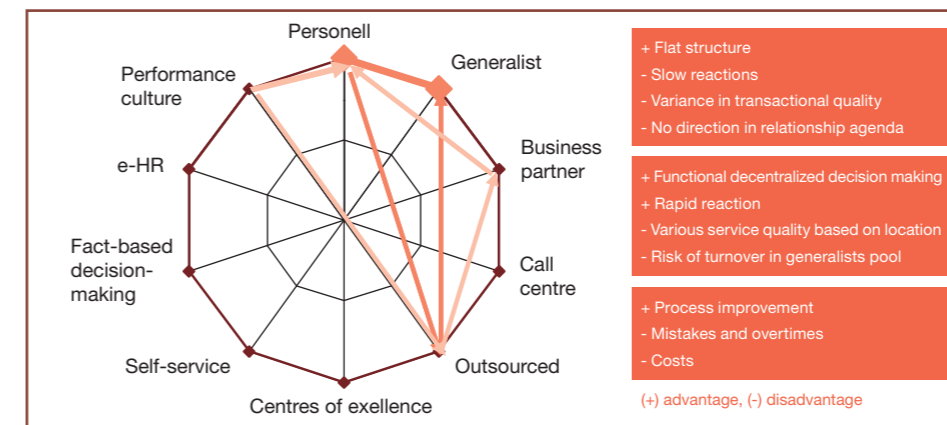 Personell
Generalist
Performance
culture
Business
partner
e-HR
Fact-based
decision-
making
Call
centre
Self-service
Outsourced
Centres of exellence
+ Flat structure
- Slow reactions
- Variance in transactional quality
- No direction in relationship agenda
+ Functional decentralized decision making
+ Rapid reaction
- Various service quality based on location
- Risk of turnover in generalists pool
+ Process improvement
- Mistakes and overtimes
- Costs
(+) advantage, (-) disadvantage